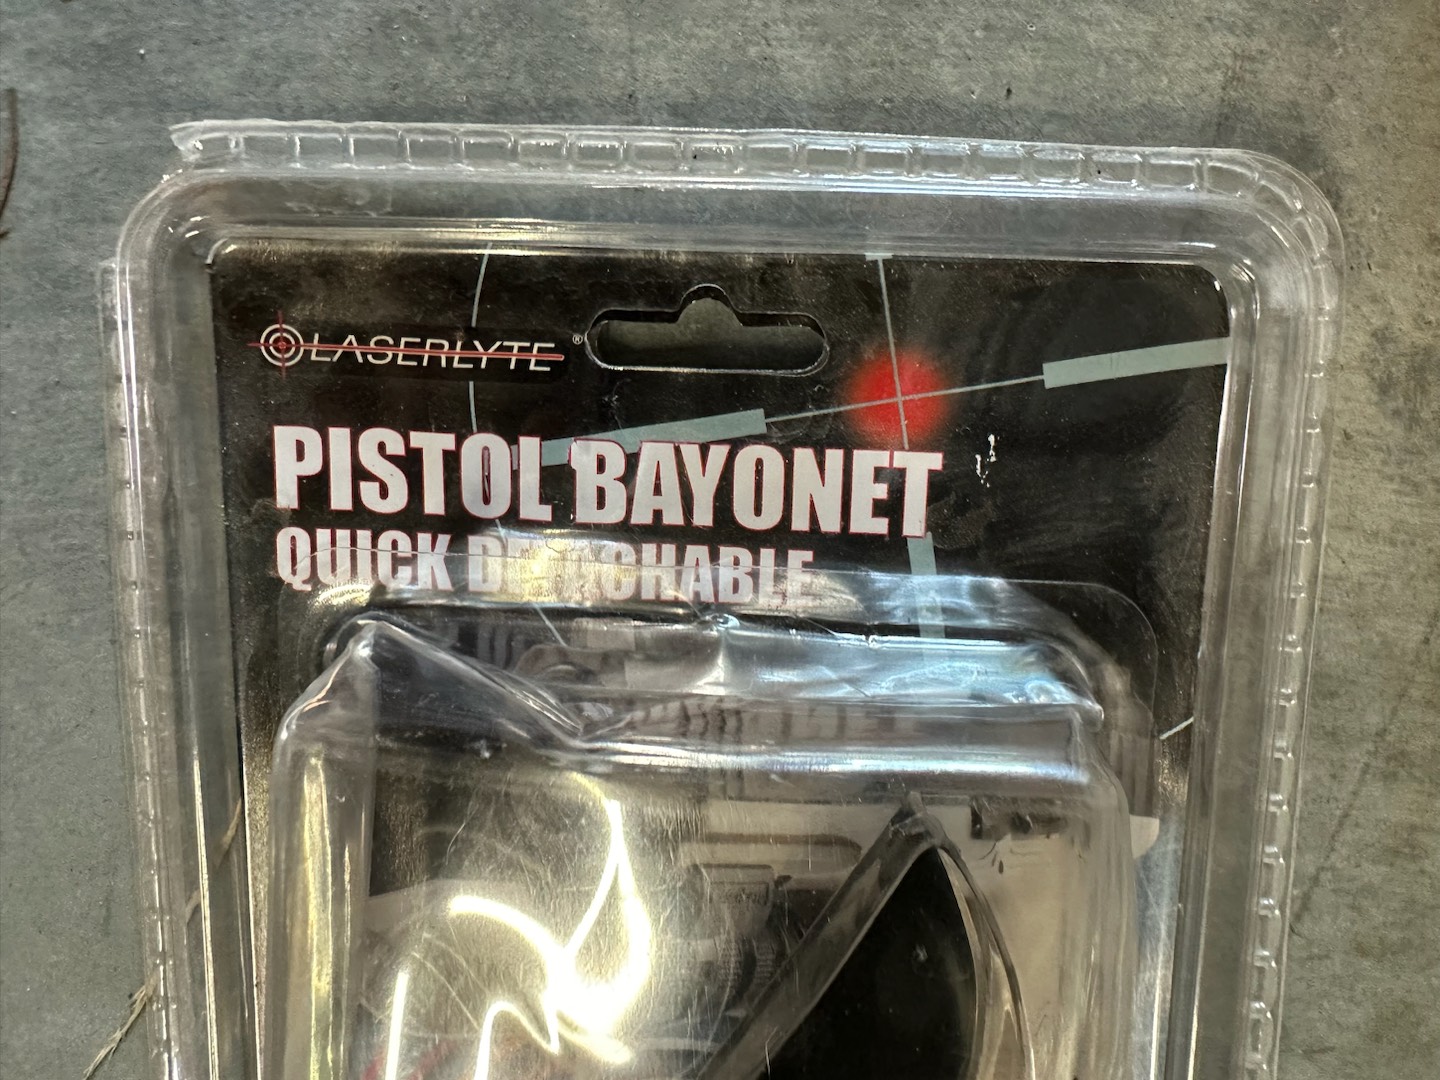 LASERLYTE®
PISTOL BAYONET
QUICK DETACHABLE